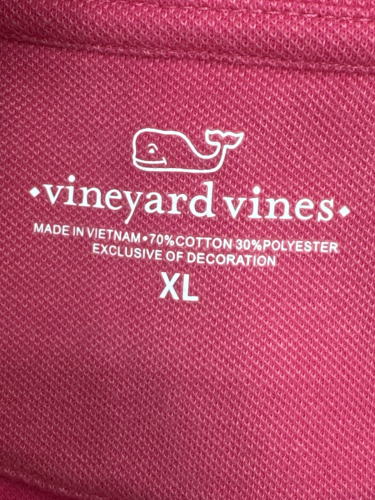 •vineyard vines•
MADE IN VIETNAM•70%COTTON 30%POLYESTER
EXCLUSIVE OF DECORATION
XL